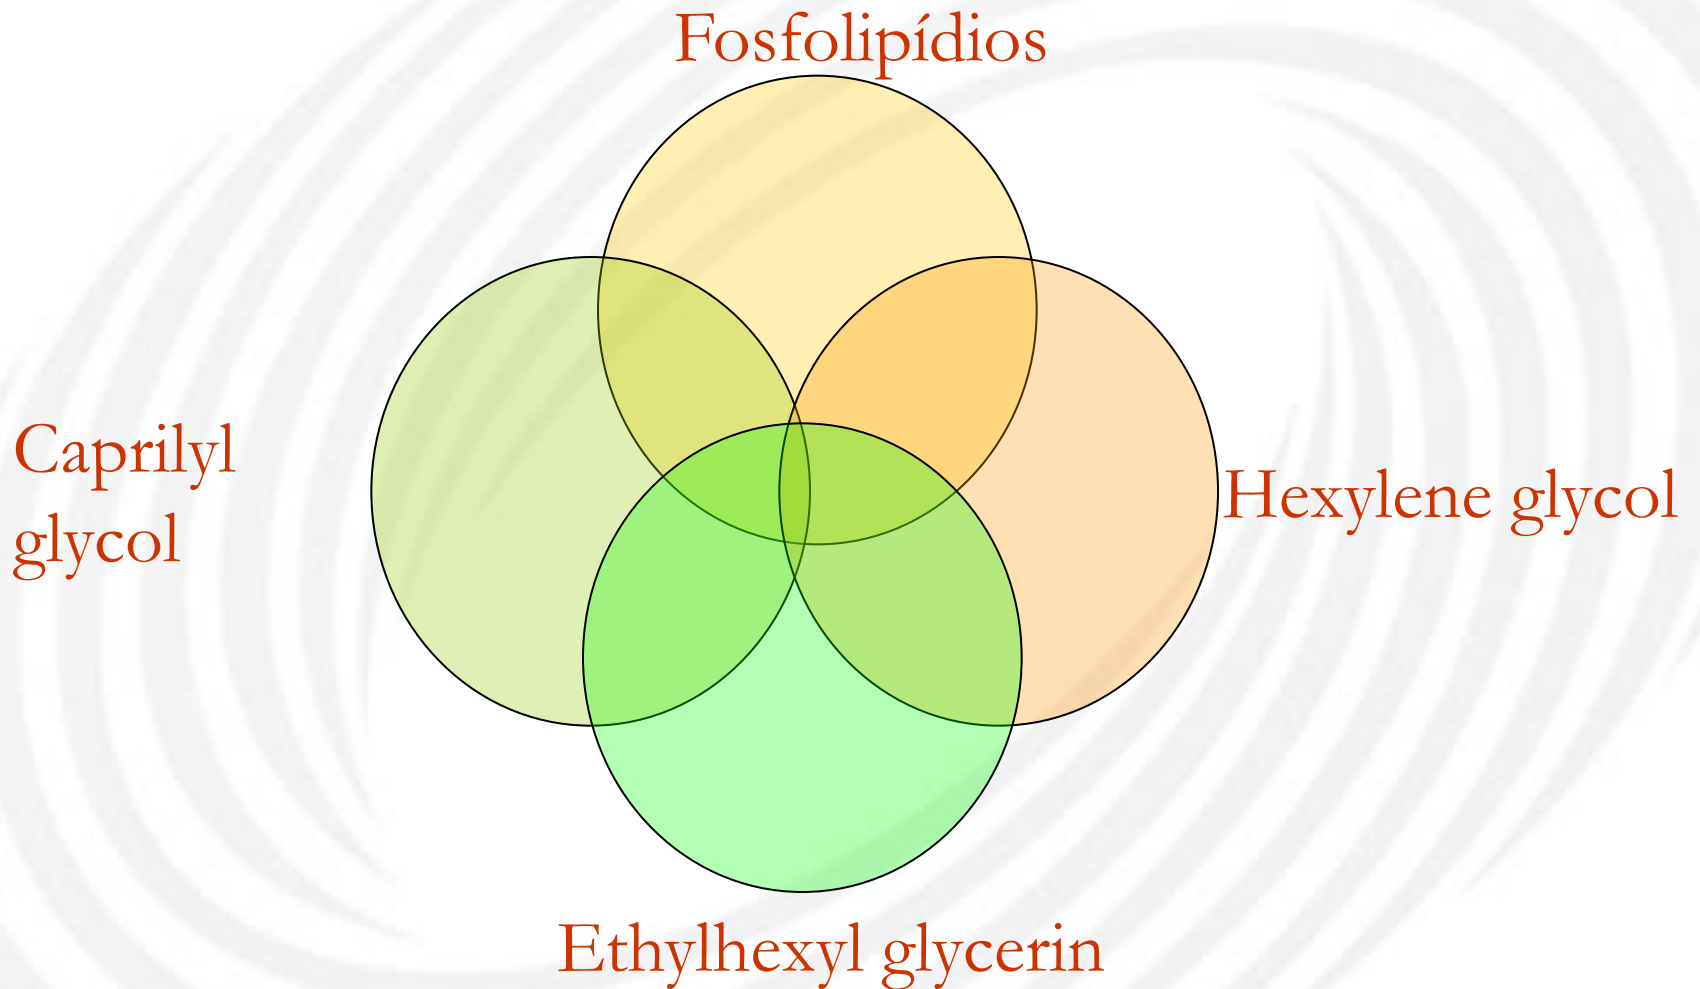 Fosfolipídios
Caprilyl
glycol
Hexylene glycol
Ethylhexyl glycerin